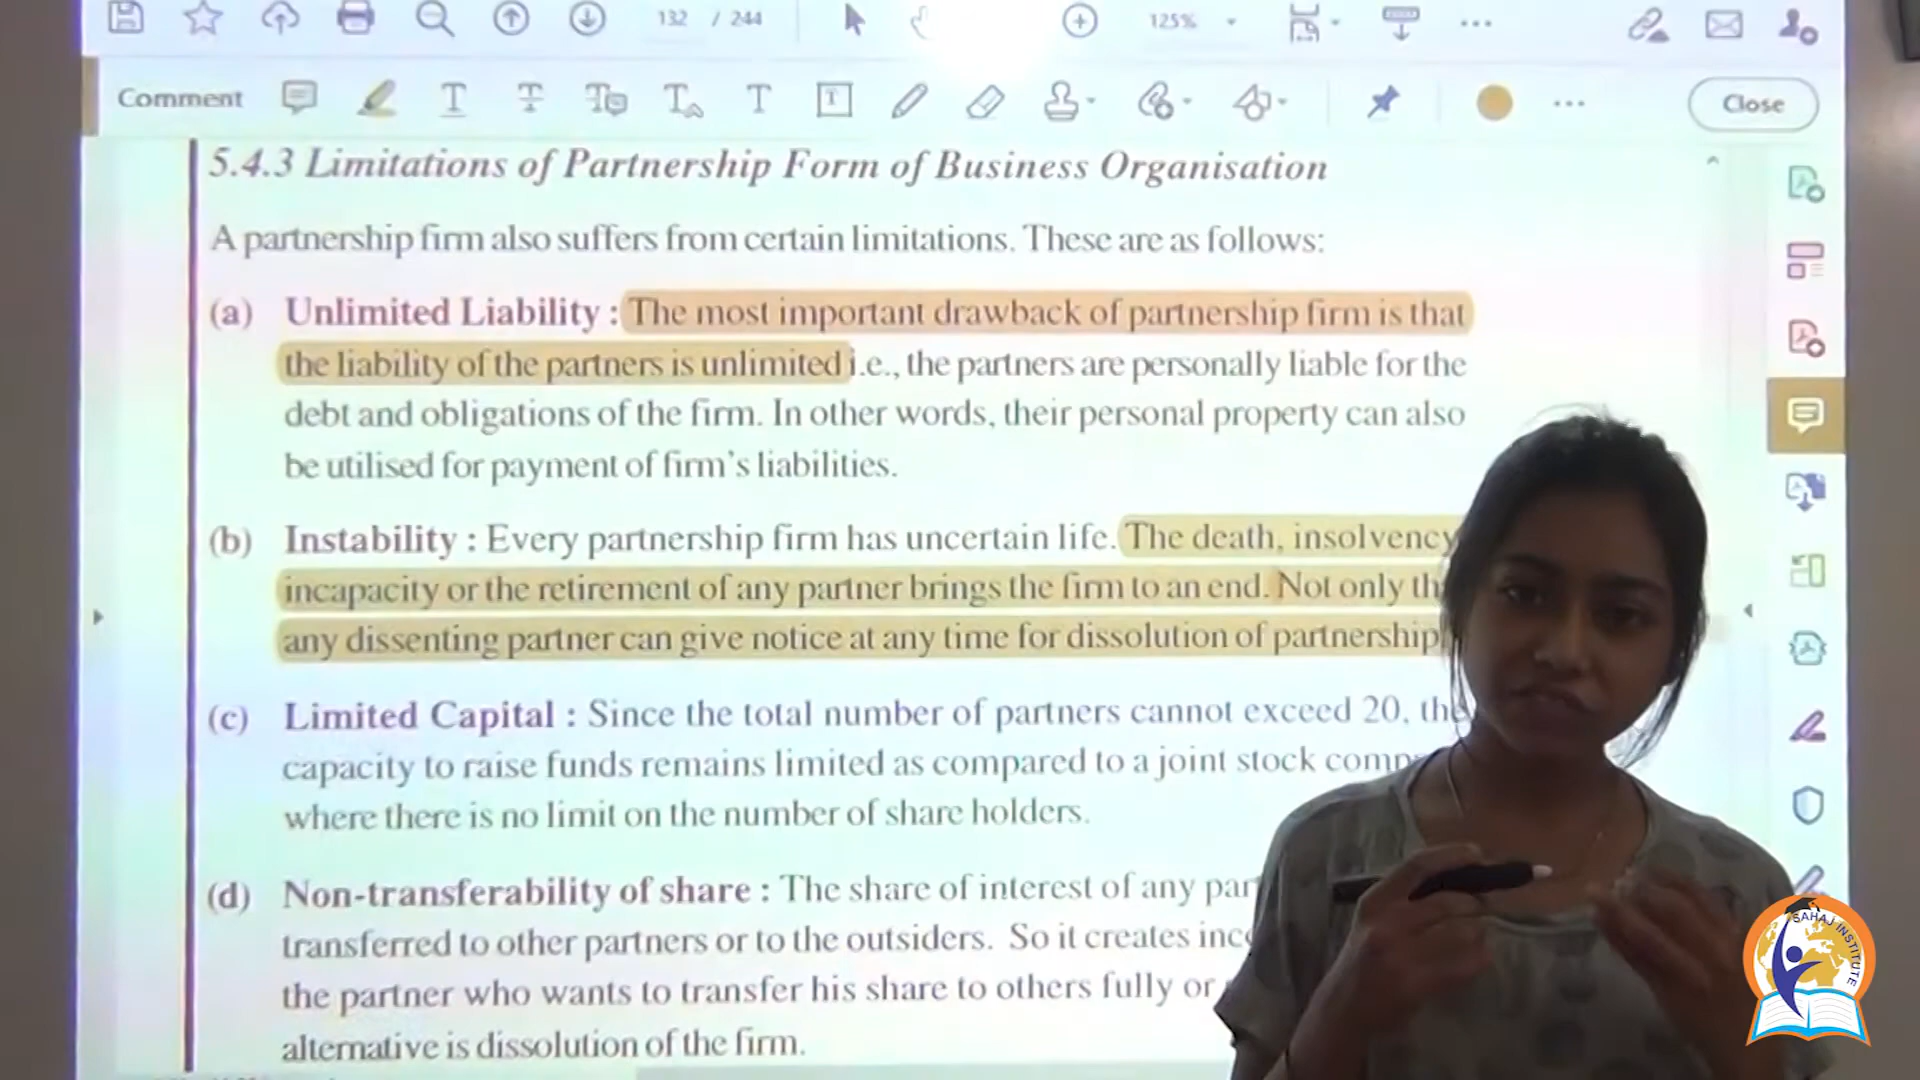 132 / 244
125%
Comment
Close
5.4.3 Limitations of Partnership Form of Business Organisation
A partnership firm also suffers from certain limitations. These are as follows:
(a) Unlimited Liability : The most important drawback of partnership firm is that
the liability of the partners is unlimited i.e., the partners are personally liable for the
debt and obligations of the firm. In other words, their personal property can also
be utilised for payment of firm's liabilities.
(b) Instability : Every partnership firm has uncertain life. The death, insolvency
incapacity or the retirement of any partner brings the firm to an end. Not only
any dissenting partner can give notice at any time for dissolution of partnership
(c) Limited Capital : Since the total number of partners cannot exceed 20, the
capacity to raise funds remains limited as compared to a joint stock
where there is no limit on the number of share holders.
(d) Non-transferability of share : The share of interest of any
transferred to other partners or to the outsiders. So it creates
the partner who wants to transfer his share to others fully or
alternative is dissolution of the firm.
SAHAJ INSTITUTE